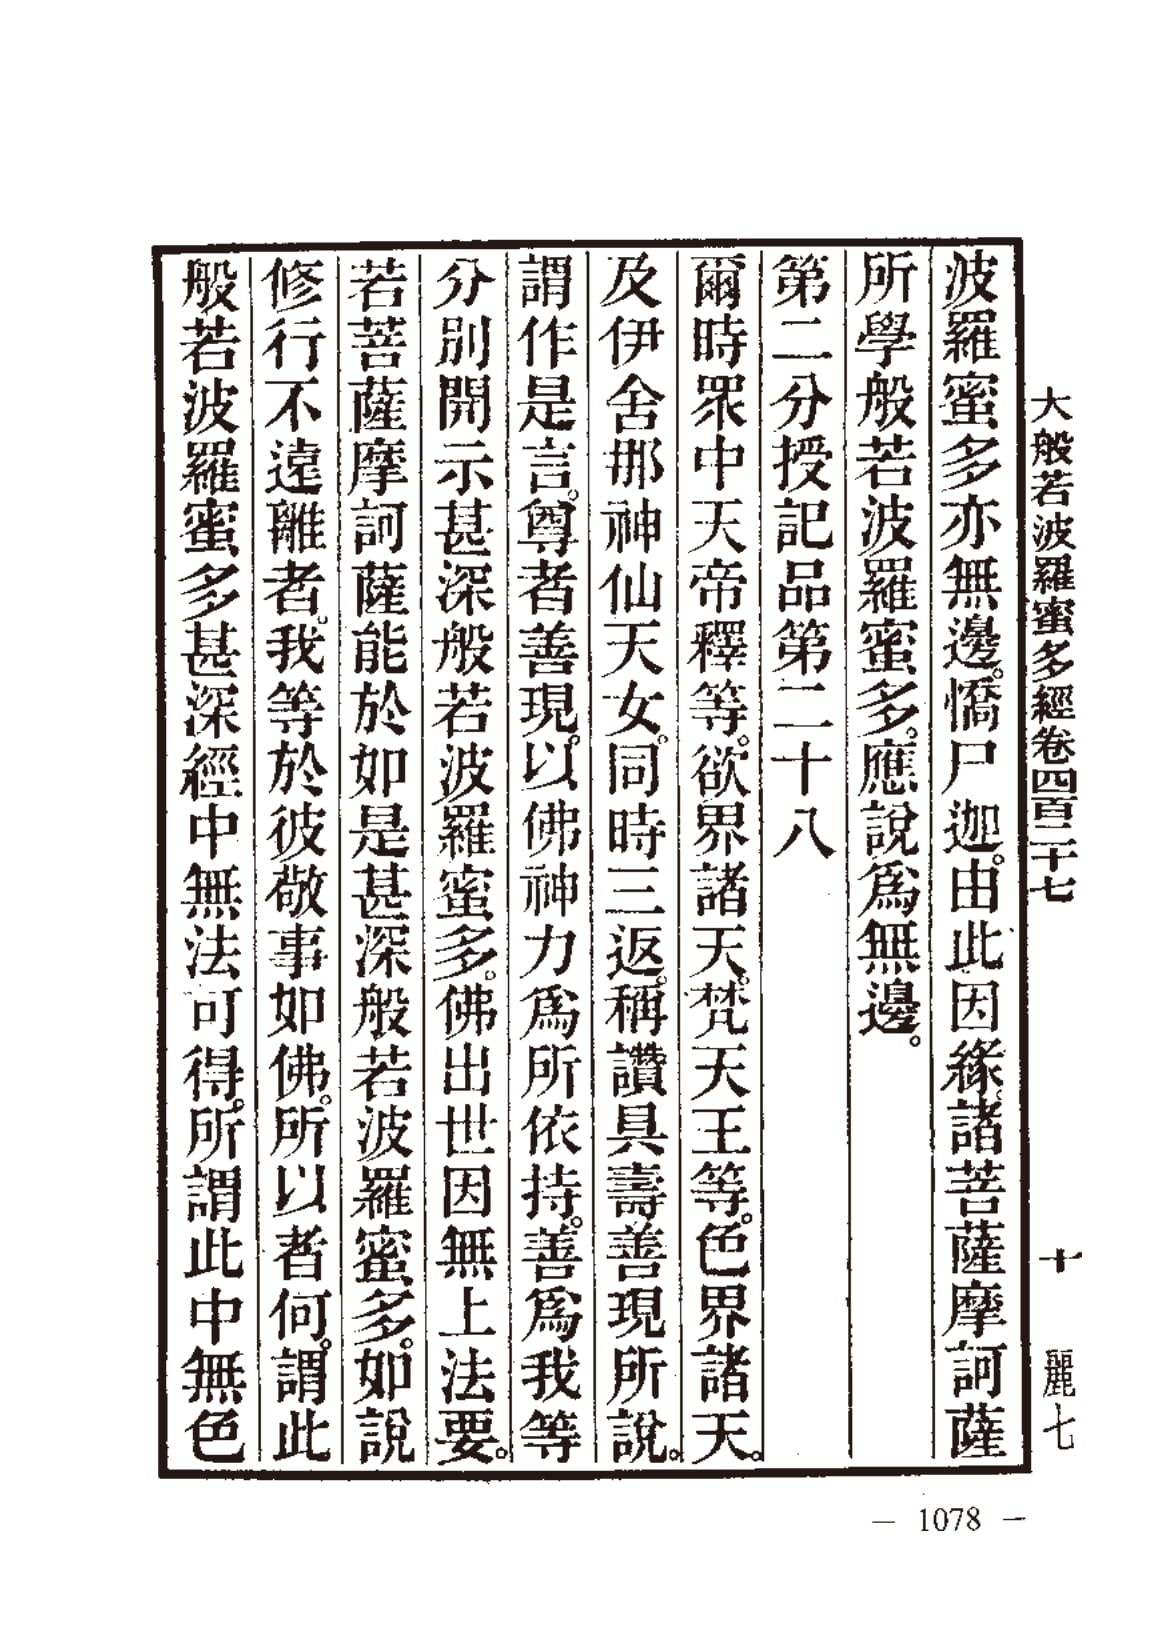 大般若波羅蜜多經卷四百二十七 十 麗七
波羅蜜多亦無邊。憍尸迦。由此因緣。諸菩薩摩訶薩
所學般若波羅蜜多。應說爲無邊。
第二分授記品第二十八
爾時眾中天帝釋等。欲界諸天。梵天王等。色界諸天。
及伊舍那神仙天女。同時三返。稱讚具壽善現所說。
謂作是言。尊者善現。以佛神力爲所依持。善爲我等
分別開示甚深般若波羅蜜多。佛出世因無上法要。
若菩薩摩訶薩能於如是甚深般若波羅蜜多。如說
修行不遠離者。我等於彼敬事如佛。所以者何。謂此
般若波羅蜜多甚深經中無法可得。所謂此中無色
— 1078 —